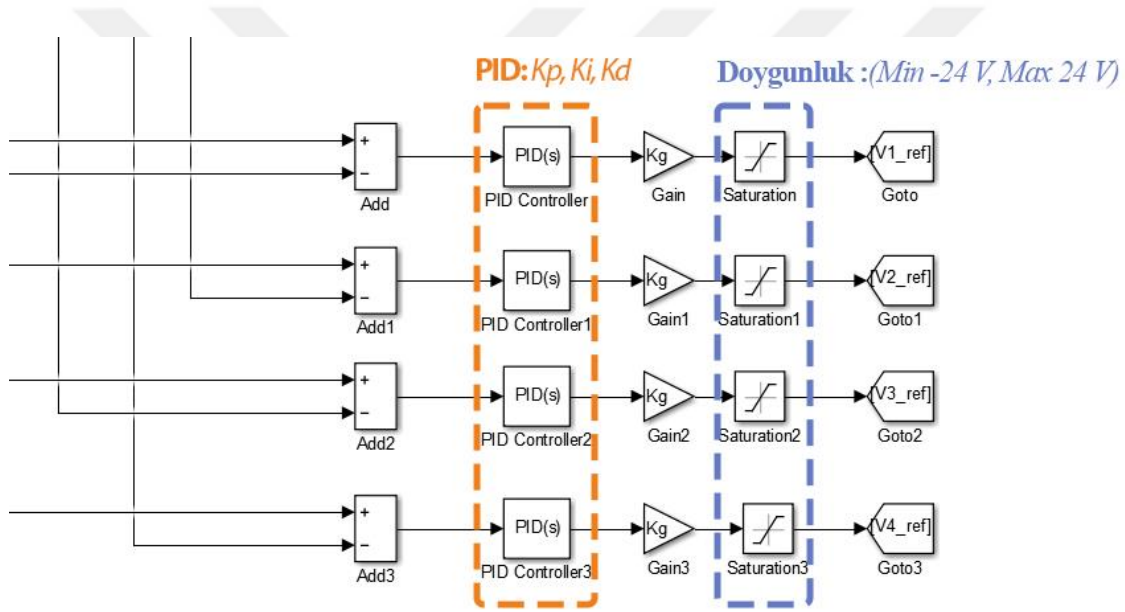 PID: Kp, Ki, Kd
Doygunluk :(Min -24 V, Max 24 V)
+
−
Add
PID(s)
PID Controller
Kg
Gain
Saturation
[V1_ref]
Goto
+
−
Add1
PID(s)
PID Controller1
Kg
Gain1
Saturation1
[V2_ref]
Goto1
+
−
Add2
PID(s)
PID Controller2
Kg
Gain2
Saturation2
[V3_ref]
Goto2
+
−
Add3
PID(s)
PID Controller3
Kg
Gain3
Saturation3
[V4_ref]
Goto3